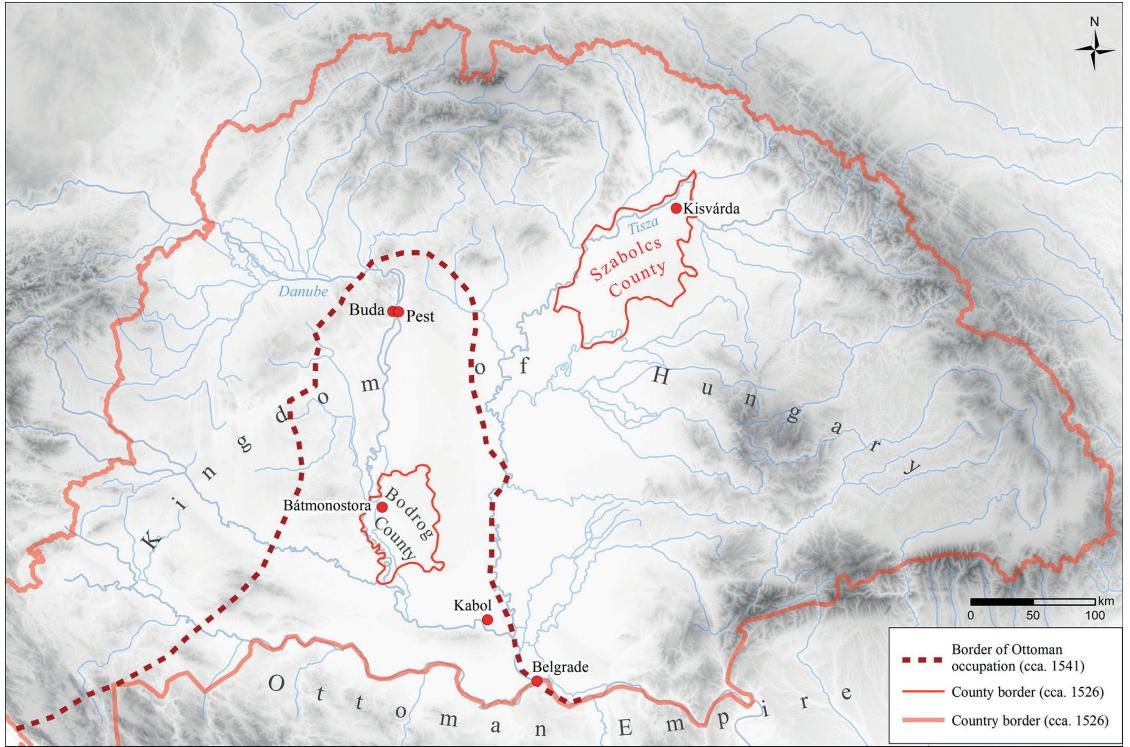 N
Kisvárda
Tisza
Szabolcs
County
Danube
Buda
Pest
Kingdom of Hungary
Bátmonostora
Bodrog
County
Kabol
Belgrade
Ottoman Empire
km
0 50 100
Border of Ottoman
occupation (cca. 1541)
County border (cca. 1526)
Country border (cca. 1526)